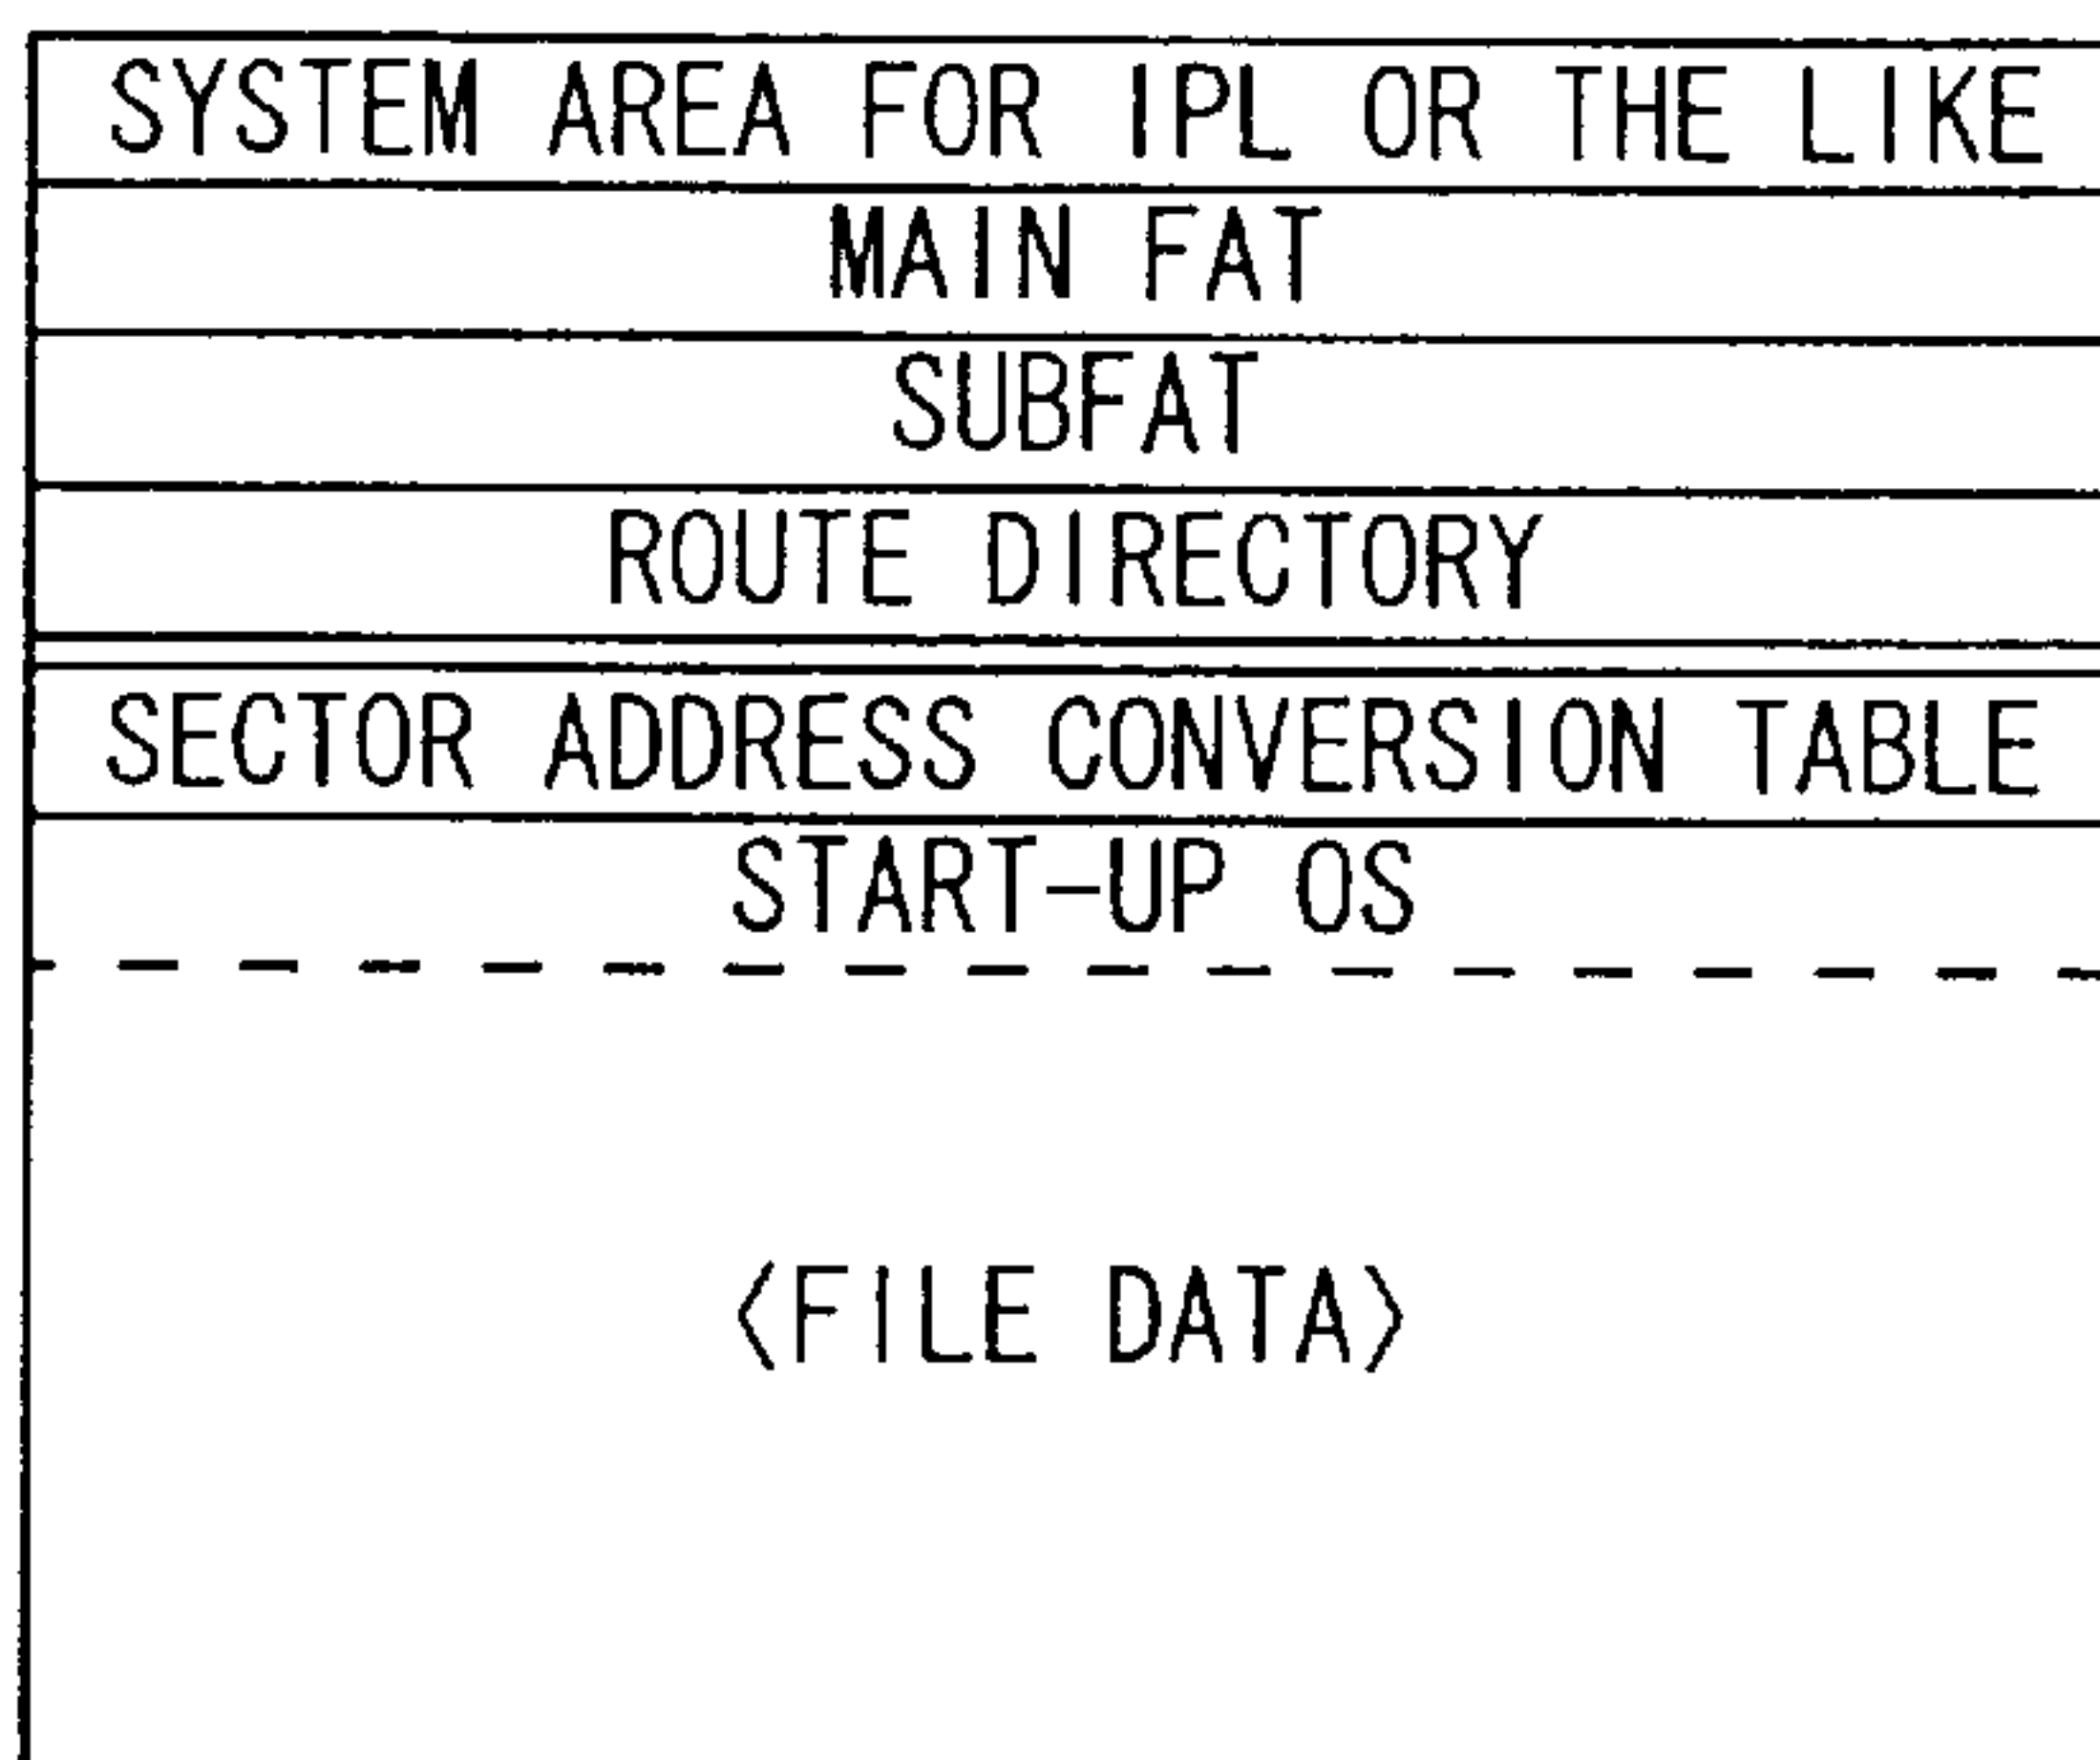 SYSTEM AREA FOR IPL OR THE LIKE
MAIN FAT
SUBFAT
ROUTE DIRECTORY
SECTOR ADDRESS CONVERSION TABLE
START-UP OS
〈FILE DATA〉